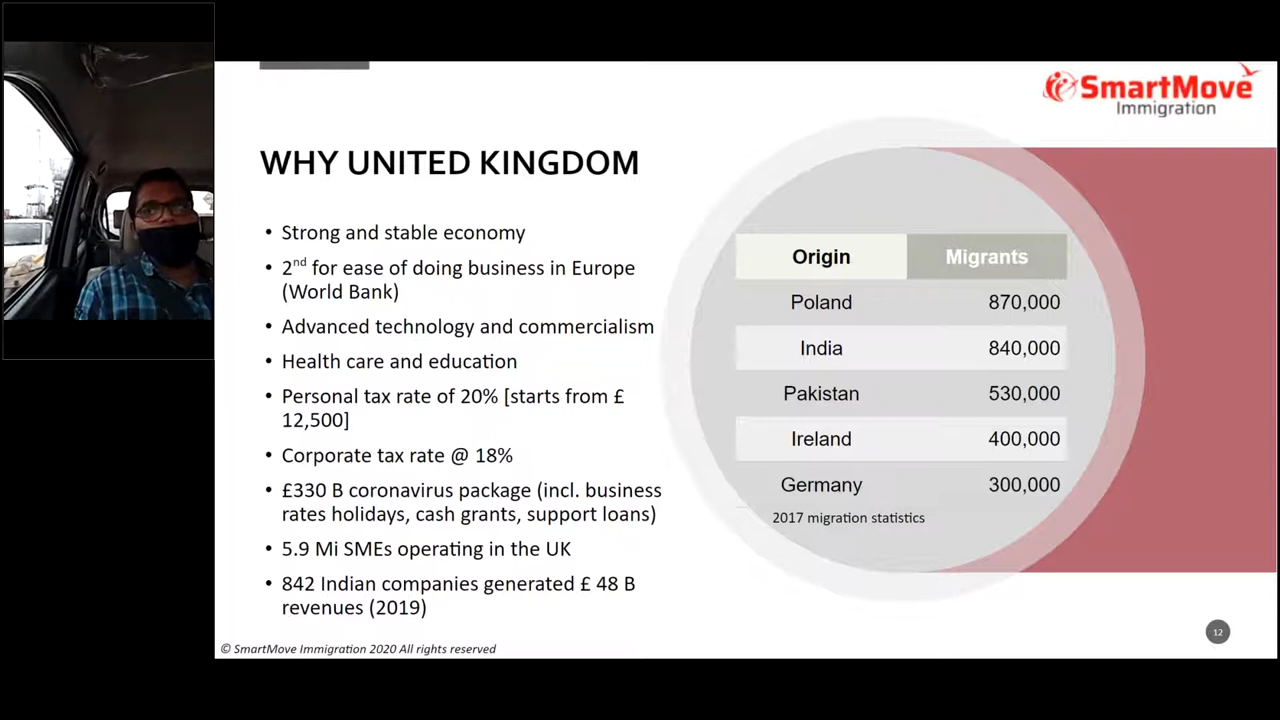 SmartMove
Immigration
WHY UNITED KINGDOM
• Strong and stable economy
• 2nd for ease of doing business in Europe
(World Bank)
• Advanced technology and commercialism
• Health care and education
• Personal tax rate of 20% [starts from £
12,500]
• Corporate tax rate @ 18%
• £330 B coronavirus package (incl. business
rates holidays, cash grants, support loans)
• 5.9 Mi SMEs operating in the UK
• 842 Indian companies generated £ 48 B
revenues (2019)
Origin Migrants
Poland 870,000
India 840,000
Pakistan 530,000
Ireland 400,000
Germany 300,000
2017 migration statistics
12
© SmartMove Immigration 2020 All rights reserved